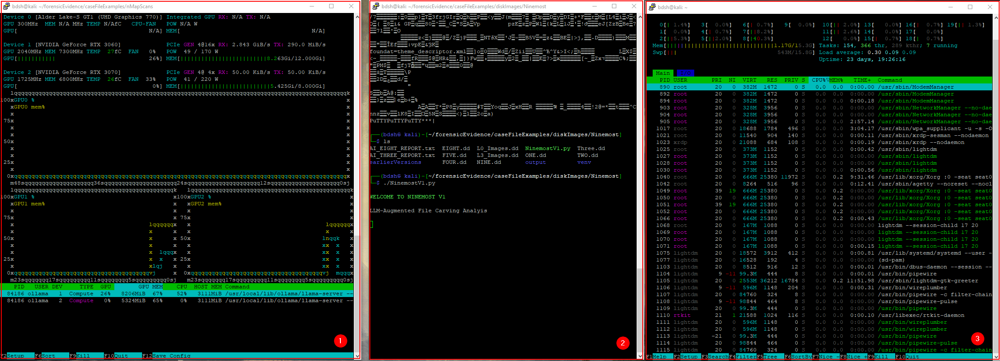 bdsh@kali: ~/forensicEvidence/caseFileExamples/nMapScans
Device 0 [Alder Lake-S GT1 (UHD Graphics 770)] Integrated GPU RX: N/A TX: N/A
GPU 300MHz MEM N/A MHz TEMP N/AfC CPU-FAN POW N/A W
GPU[ N/A] MEM[ N/A]
Device 1 [NVIDIA GeForce RTX 3060] PCIe GEN 4@16x RX: 2.843 GiB/s TX: 290.0 MiB/s
GPU 2040MHz MEM 7300MHz TEMP 27fC FAN 0% POW 49 / 170 W
GPU[||||||||||| 26%] MEM[|||||||||||||||||||||||||8.263Gi/12.000Gi]
Device 2 [NVIDIA GeForce RTX 3070] PCIe GEN 4@ 4x RX: 50.00 KiB/s TX: 50.00 KiB/s
GPU 1725MHz MEM 6800MHz TEMP 26fC FAN 33% POW 41 / 220 W
GPU[ 0%] MEM[||||||||||||||||||||||||||5.425Gi/8.000Gi]
100xGPU0 %
GPU0 mem%
75x
50x
25x
0x
100xGPU1 %
GPU1 mem%
75x
50x
25x
0x
100xGPU2 %
GPU2 mem%
75x
50x
25x
0x
PID USER DEV TYPE GPU GPU MEM CPU HOST MEM Command
84186 ollama 1 Compute 26% 8206MiB 67% 52% 3111MiB /usr/local/lib/ollama/llama-server --
84186 ollama 2 Compute 0% 5324MiB 65% 0% 3111MiB /usr/local/lib/ollama/llama-server --
1
F2Setup F6Sort F9Kill F10Quit F12Save Config
bdsh@kali: ~/forensicEvidence/caseFileExamples/diskImages/Ninemost
foundat=theme_descriptor.xml
PuTTYPuTTYPuTTY***|
(bdsh㉿ kali)-[~/forensicEvidence/caseFileExamples/diskImages/Ninemost]
$ ls
AI_EIGHT_REPORT.txt EIGHT.dd L0_Images.dd NinemostV1.py Three.dd
AI_THREE_REPORT.txt FIVE.dd L3_Images.dd ONE.dd TWO.dd
earlierVersions FOUR.dd NINE.dd output venv
(bdsh㉿ kali)-[~/forensicEvidence/caseFileExamples/diskImages/Ninemost]
$ ./NinemostV1.py
WELCOME TO NINEMOST V1
LLM-Augmented File Carving Analyis
2
bdsh@kali: ~
0[| 1.4%] 3[ 0.0%] 6[| 0.7%] 9[ 0.0%] 10[|| 2.0%] 13[ 0.0%] 16[| 0.7%] 19[|| 1.3%]
1[ 0.0%] 4[| 0.7%] 7[||8.2%] 11[|| 2.6%] 14[ 0.0%] 17[ 0.0%]
2[||5.3%] 5[||2.0%] 8[|40.3%] 12[ 0.0%] 15[| 0.7%] 18[| 0.7%]
Mem[||||||||||||||||||||||||||||||1.17G/15.3G] Tasks: 154, 366 thr, 289 kthr; 7 running
Swp[||| 543M/15.8G] Load average: 0.30 0.09 0.09
Uptime: 23 days, 19:26:16
Main I/O
PID USER PRI NI VIRT RES PRIV S CPU%▽MEM% TIME+ Command
890 root 20 0 382M 1472 0 S 0.0 0.0 0:00.00 /usr/sbin/ModemManager
892 root 20 0 382M 1472 0 S 0.0 0.0 0:00.00 /usr/sbin/ModemManager
894 root 20 0 382M 1472 0 S 0.0 0.0 0:00.18 /usr/sbin/ModemManager
903 root 20 0 328M 3956 0 S 0.0 0.0 0:00.00 /usr/sbin/NetworkManager --no-dae
904 root 20 0 328M 3956 0 S 0.0 0.0 0:00.00 /usr/sbin/NetworkManager --no-dae
905 root 20 0 328M 3956 0 S 0.0 0.0 2:57.14 /usr/sbin/NetworkManager --no-dae
1017 root 20 0 18688 1784 496 S 0.0 0.0 3:04.17 /usr/sbin/wpa_supplicant -u -s -O
1021 root 20 0 11540 904 140 S 0.0 0.0 0:00.11 /usr/sbin/xrdp-sesman --nodaemon
1023 xrdp 20 0 21088 684 108 S 0.0 0.0 0:00.19 /usr/sbin/xrdp --nodaemon
1025 root 20 0 373M 1152 0 S 0.0 0.0 0:00.42 /usr/sbin/lightdm
1027 root 20 0 373M 1152 0 S 0.0 0.0 0:00.00 /usr/sbin/lightdm
1028 root 20 0 373M 1152 0 S 0.0 0.0 0:00.00 /usr/sbin/lightdm
1030 root 20 0 373M 1152 0 S 0.0 0.0 0:00.56 /usr/sbin/lightdm
1040 root 20 0 666M 25380 11972 S 0.0 0.2 9:31.46 /usr/lib/xorg/Xorg :0 -seat seat0
1042 root 20 0 8264 516 96 S 0.0 0.0 0:12.41 /usr/sbin/agetty --noreset --nocl
1049 root 39 19 666M 25380 0 S 0.0 0.2 0:00.00 /usr/lib/xorg/Xorg :0 -seat seat0
1050 root 20 0 666M 25380 0 S 0.0 0.2 0:00.00 /usr/lib/xorg/Xorg :0 -seat seat0
1051 root 39 19 666M 25380 0 S 0.0 0.2 0:00.00 /usr/lib/xorg/Xorg :0 -seat seat0
1052 root 20 0 666M 25380 0 S 0.0 0.2 0:00.00 /usr/lib/xorg/Xorg :0 -seat seat0
1066 root 20 0 666M 25380 0 S 0.0 0.2 0:00.43 /usr/lib/xorg/Xorg :0 -seat seat0
1068 root 20 0 167M 1088 0 S 0.0 0.0 0:00.00 lightdm --session-child 17 20
1069 root 20 0 167M 1088 0 S 0.0 0.0 0:00.00 lightdm --session-child 17 20
1070 root 20 0 167M 1088 0 S 0.0 0.0 0:00.00 lightdm --session-child 17 20
1071 root 20 0 167M 1088 0 S 0.0 0.0 0:00.15 lightdm --session-child 17 20
1075 lightdm 20 0 18572 3912 412 S 0.0 0.0 0:00.81 /usr/lib/systemd/systemd --user -
1077 lightdm 20 0 16528 192 4 S 0.0 0.0 0:00.00 (sd-pam)
1103 lightdm 20 0 8512 916 12 S 0.0 0.0 0:00.01 /usr/bin/dbus-daemon --session --
1104 lightdm 9 -11 99.3M 444 8 S 0.0 0.0 0:00.01 /usr/bin/pipewire
1105 lightdm 20 0 2553M 36212 16784 S 0.0 0.2 11:51.98 /usr/sbin/lightdm-gtk-greeter
1106 lightdm 9 -11 596M 1148 204 S 0.0 0.0 0:00.31 /usr/bin/wireplumber
1107 lightdm 20 0 84760 324 8 S 0.0 0.0 0:00.01 /usr/bin/pipewire -c filter-chain
1108 lightdm 9 -11 98844 464 8 S 0.0 0.0 0:00.01 /usr/bin/pipewire-pulse
1109 lightdm 20 0 99.3M 444 0 S 0.0 0.0 0:00.00 /usr/bin/pipewire
1110 rtkit 21 1 21588 1024 116 S 0.0 0.0 0:00.10 /usr/libexec/rtkit-daemon
1111 lightdm 20 0 596M 1148 0 S 0.0 0.0 0:00.00 /usr/bin/wireplumber
1112 lightdm 20 0 596M 1148 0 S 0.0 0.0 0:00.00 /usr/bin/wireplumber
1113 lightdm -21 0 99.3M 444 0 S 0.0 0.0 0:00.00 /usr/bin/pipewire
1114 lightdm 20 0 98844 464 0 S 0.0 0.0 0:00.00 /usr/bin/pipewire-pulse
1115 lightdm 20 0 84760 324 0 S 0.0 0.0 0:00.00 /usr/bin/pipewire -c filter-chain
3
F1Help F2Setup F3SearchF4FilterF5Tree F6SortByF7Nice -F8Nice +F9Kill F10Quit